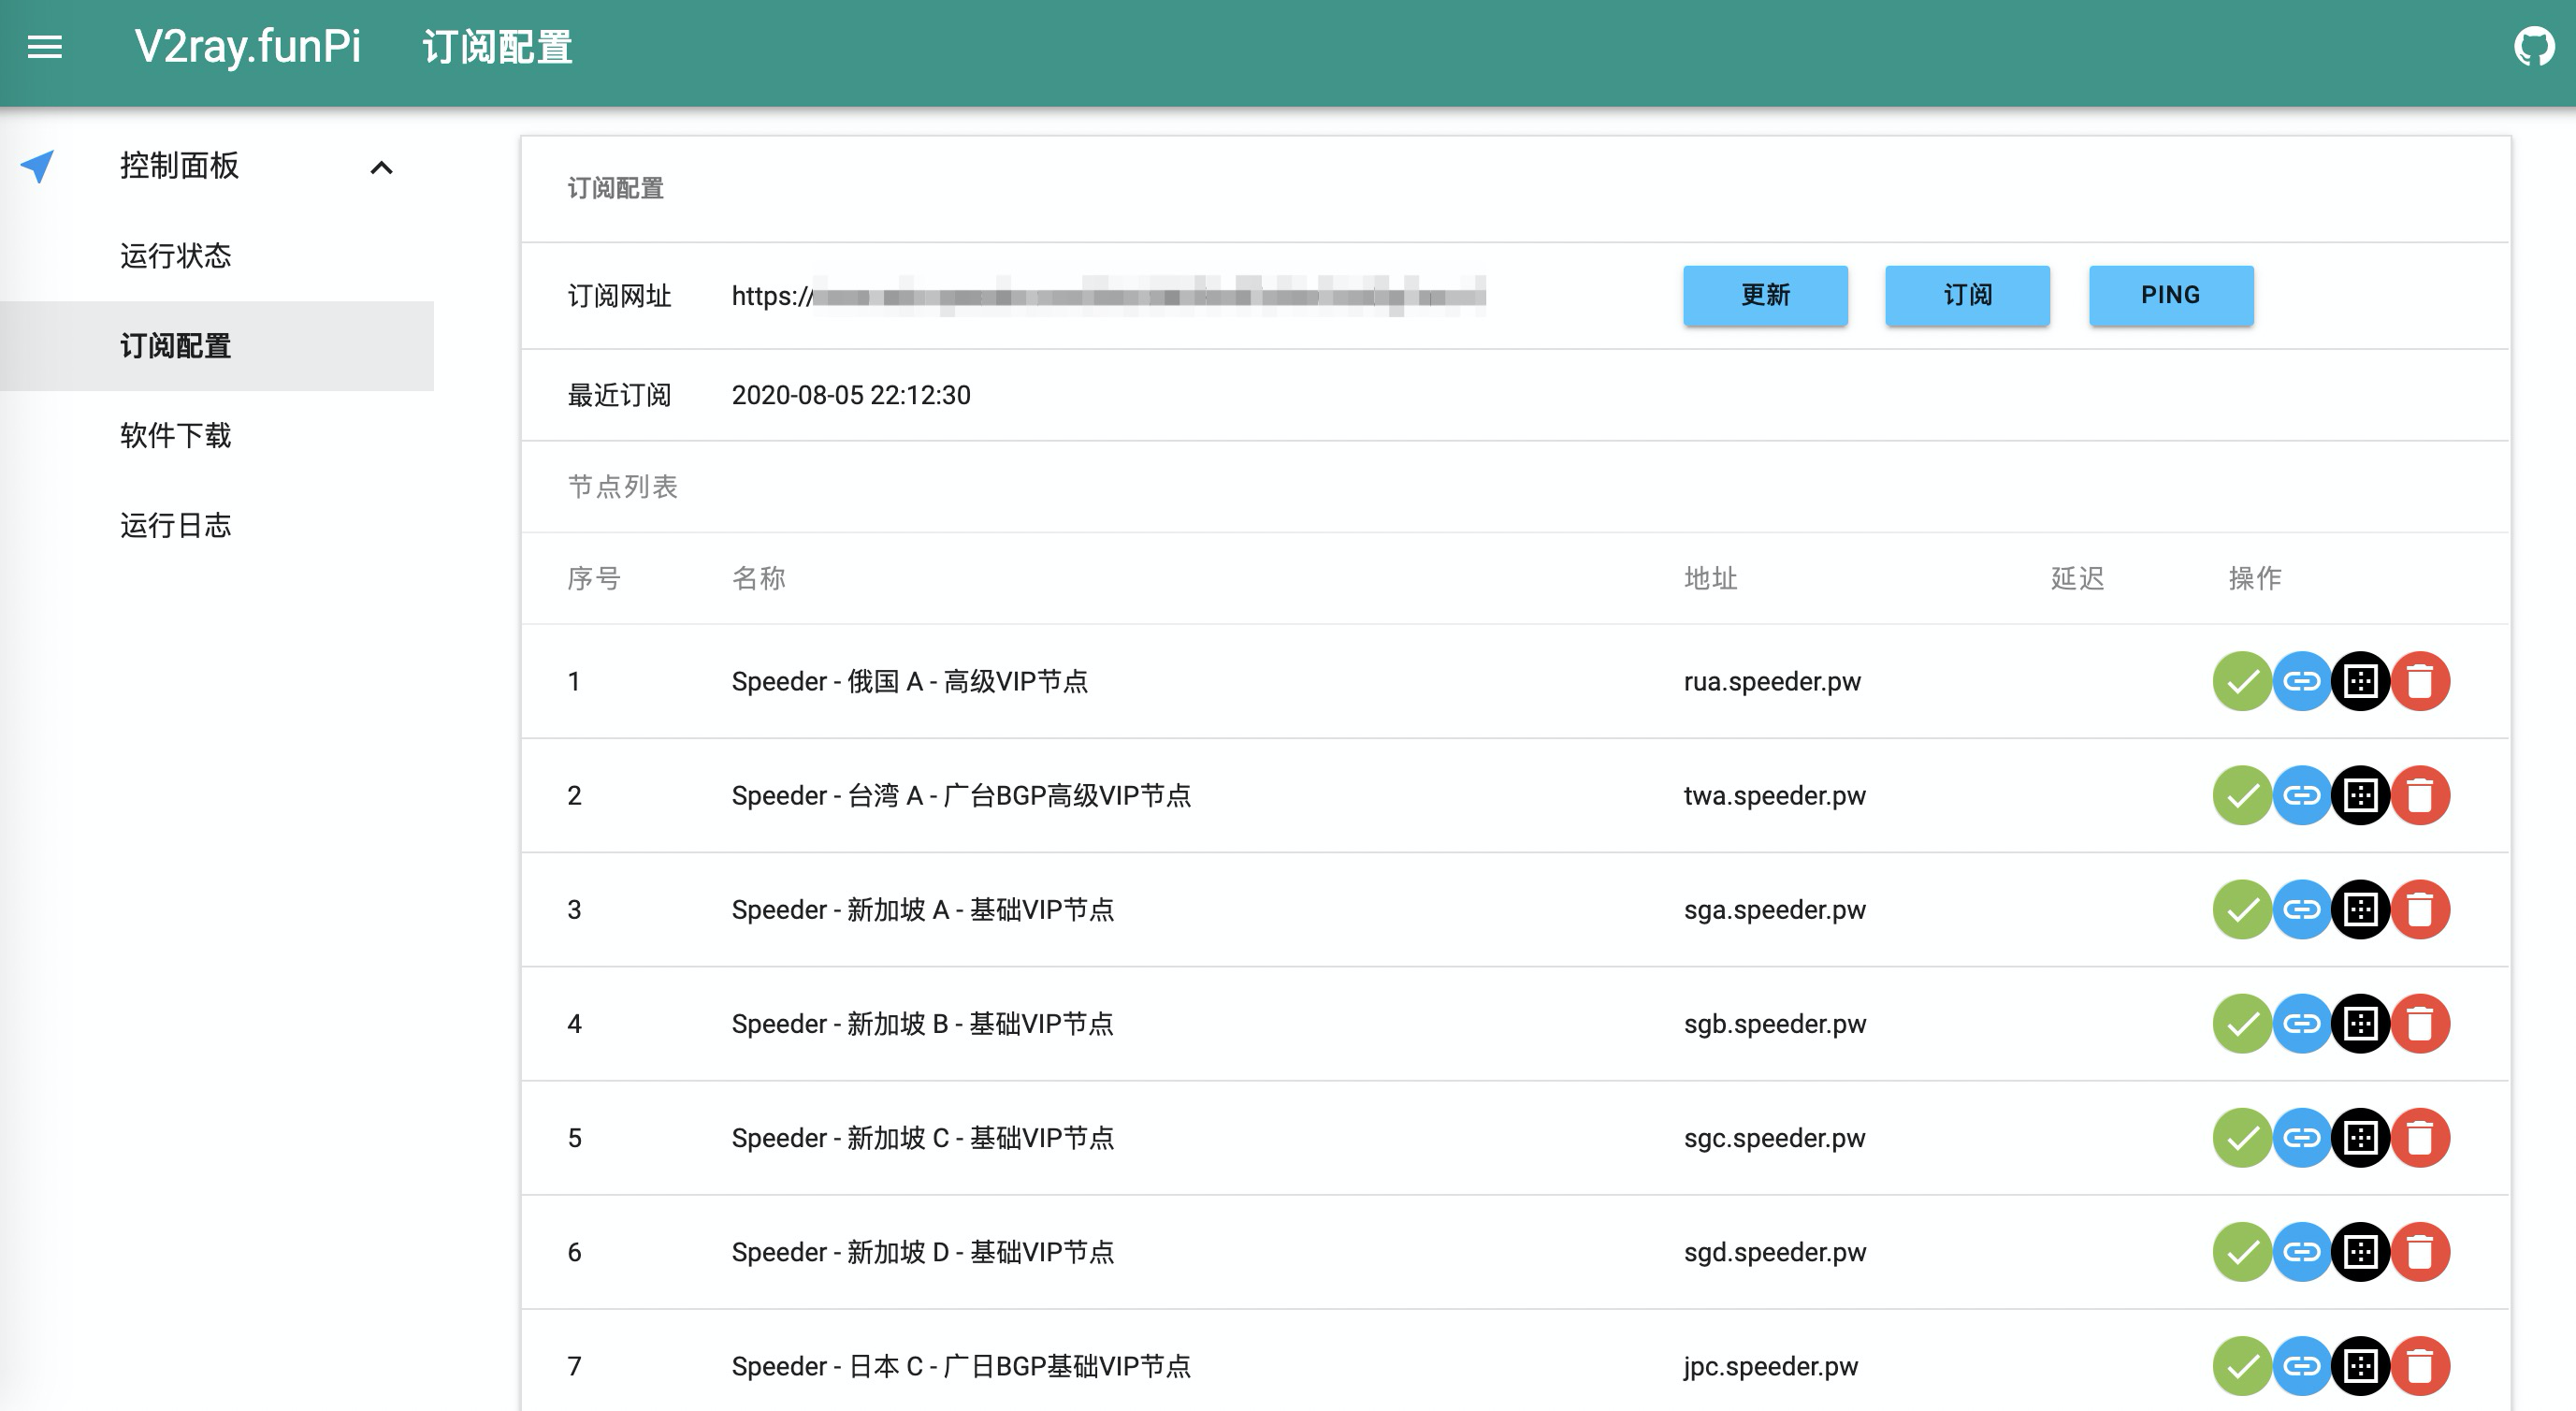 V2ray.funPi 订阅配置
控制面板
运行状态
订阅配置
软件下载
运行日志
订阅配置
订阅网址 https:// 更新 订阅 PING
最近订阅 2020-08-05 22:12:30
节点列表
序号 名称 地址 延迟 操作
1 Speeder - 俄国 A - 高级VIP节点 rua.speeder.pw
2 Speeder - 台湾 A - 广台BGP高级VIP节点 twa.speeder.pw
3 Speeder - 新加坡 A - 基础VIP节点 sga.speeder.pw
4 Speeder - 新加坡 B - 基础VIP节点 sgb.speeder.pw
5 Speeder - 新加坡 C - 基础VIP节点 sgc.speeder.pw
6 Speeder - 新加坡 D - 基础VIP节点 sgd.speeder.pw
7 Speeder - 日本 C - 广日BGP基础VIP节点 jpc.speeder.pw